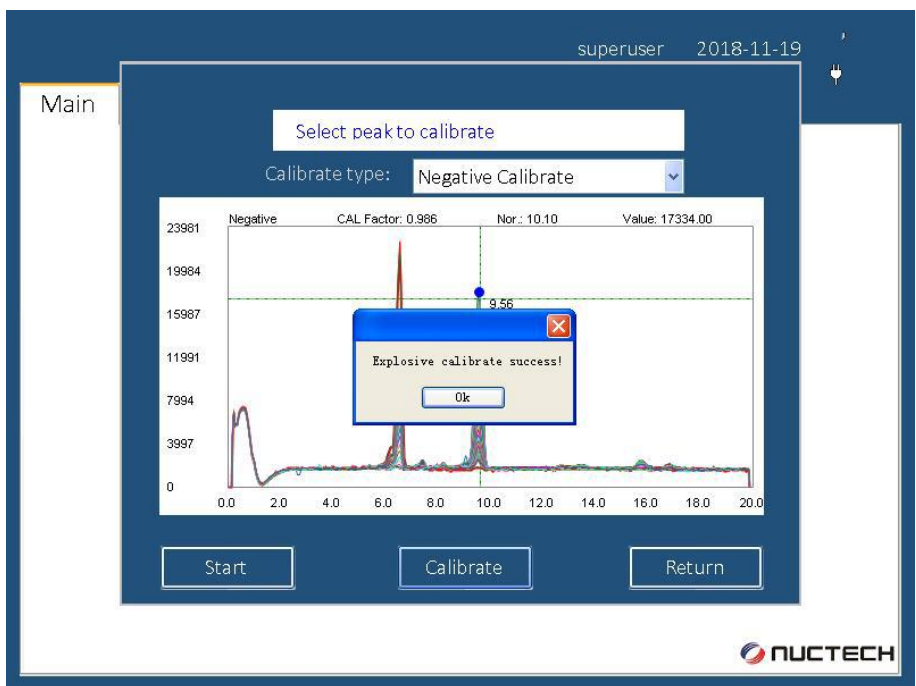 superuser 2018-11-19
Main
Select peak to calibrate
Calibrate type: Negative Calibrate
Negative CAL Factor: 0.986 Nor.: 10.10 Value: 17334.00
23981
19984
15987
11991
7994
3997
0
9.56
Explosive calibrate success!
Ok
0.0 2.0 4.0 6.0 8.0 10.0 12.0 14.0 16.0 18.0 20.0
Start Calibrate Return
NUCTECH